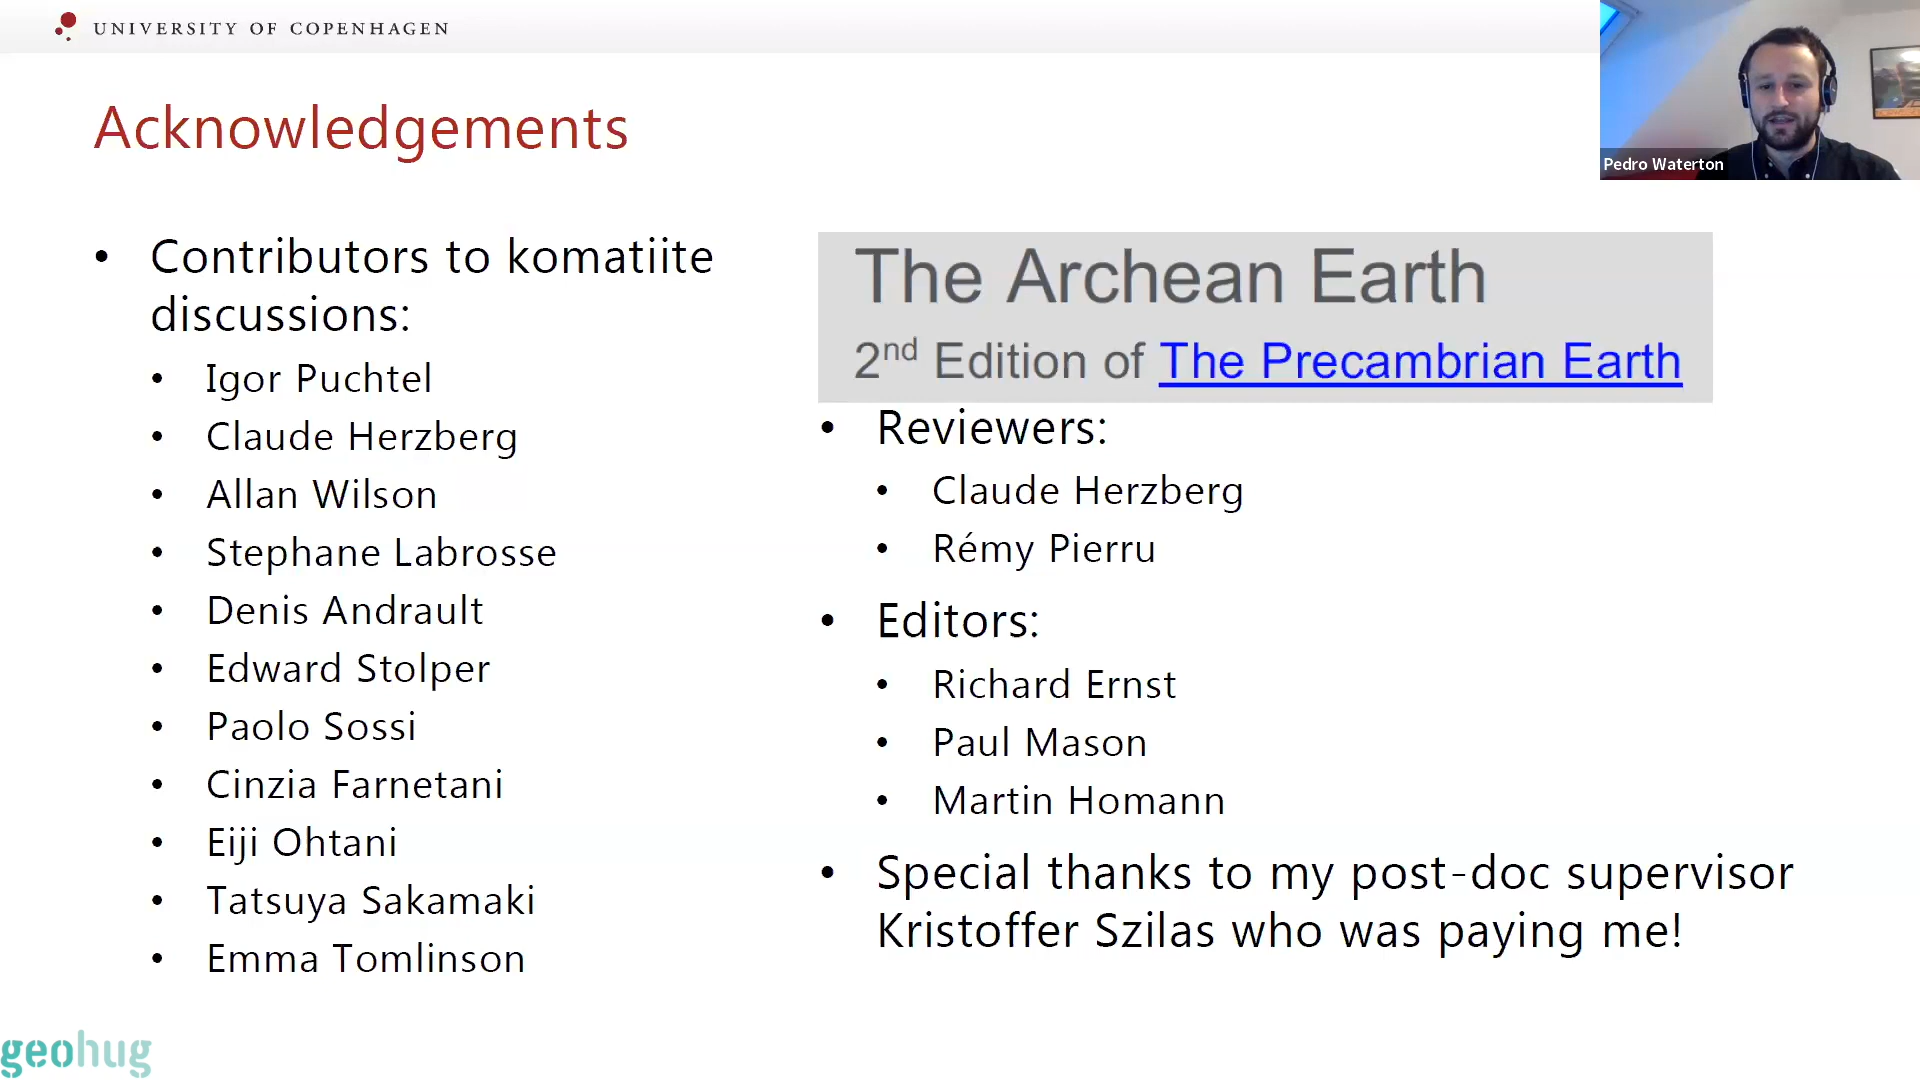 UNIVERSITY OF COPENHAGEN
Pedro Waterton
Acknowledgements
• Contributors to komatiite
discussions:
• Igor Puchtel
• Claude Herzberg
• Allan Wilson
• Stephane Labrosse
• Denis Andrault
• Edward Stolper
• Paolo Sossi
• Cinzia Farnetani
• Eiji Ohtani
• Tatsuya Sakamaki
• Emma Tomlinson
The Archean Earth
2nd Edition of The Precambrian Earth
• Reviewers:
• Claude Herzberg
• Rémy Pierru
• Editors:
• Richard Ernst
• Paul Mason
• Martin Homann
• Special thanks to my post-doc supervisor
Kristoffer Szilas who was paying me!
geohug